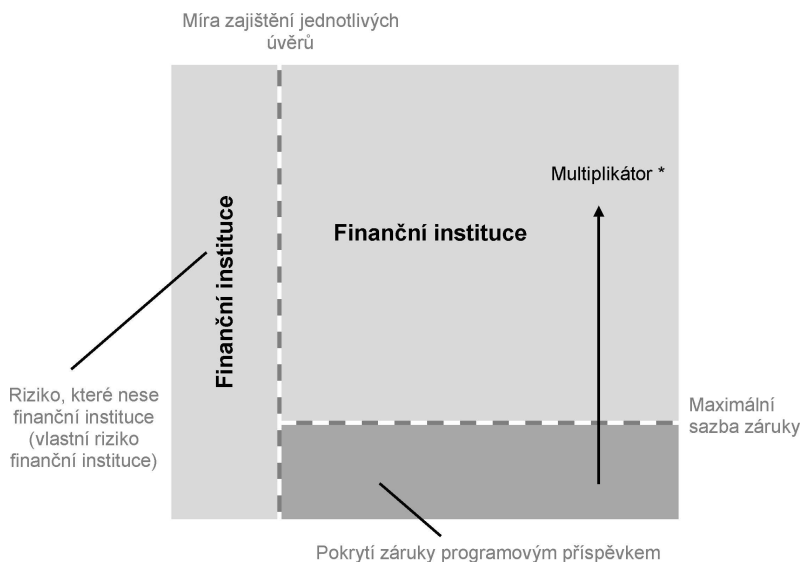 Míra zajištění jednotlivých
úvěrů
Multiplikátor *
Finanční instituce
Finanční instituce
Riziko, které nese
finanční instituce
(vlastní riziko
finanční instituce)
Maximální
sazba záruky
Pokrytí záruky programovým příspěvkem